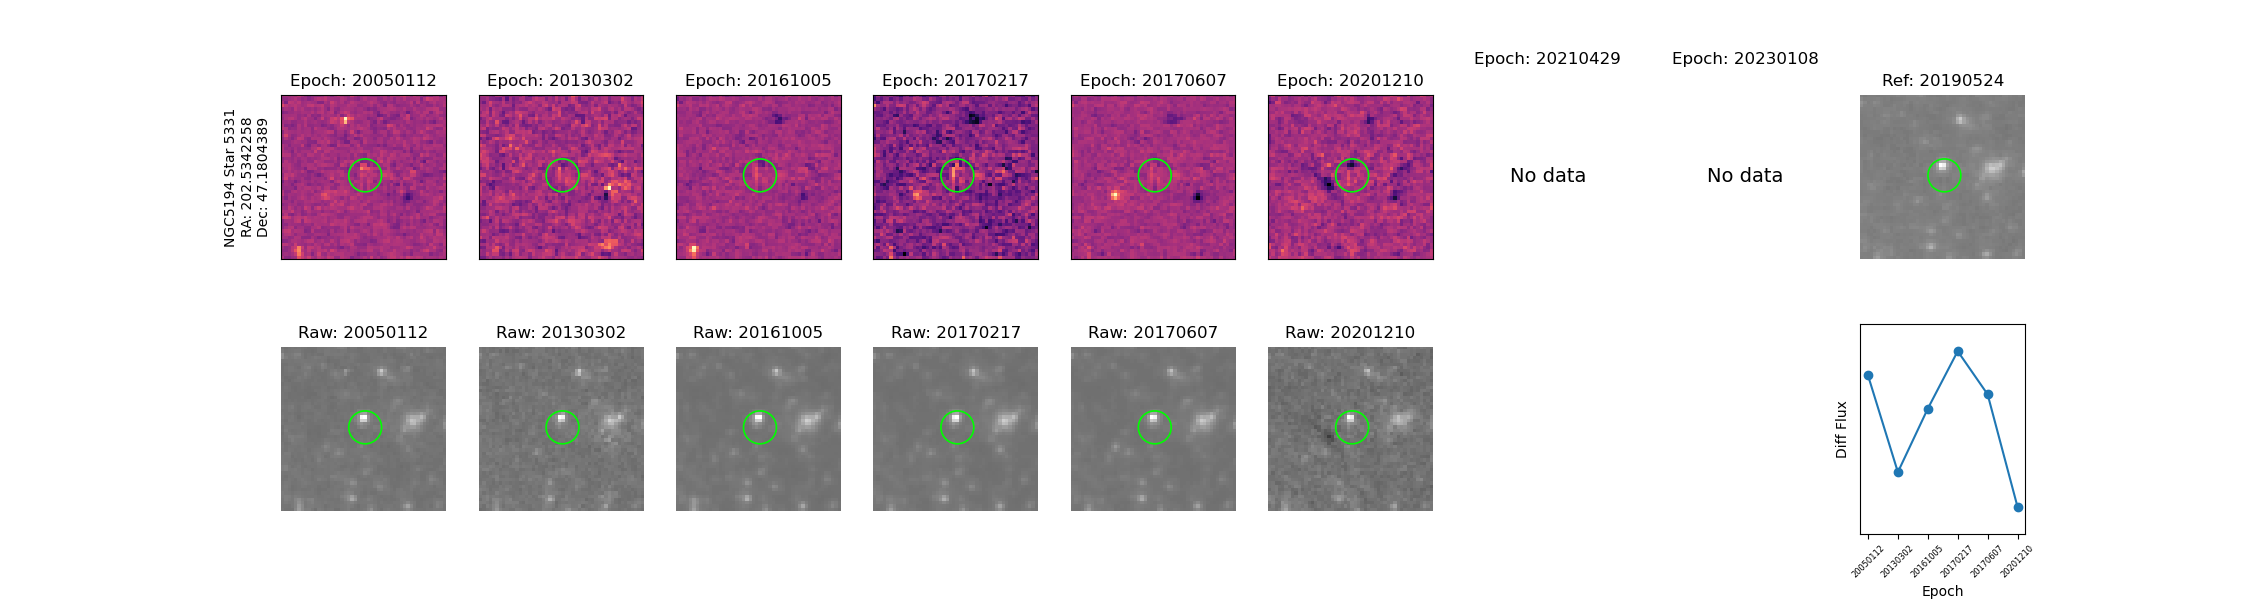 NGC5194 Star 5331
RA: 202.5342258
Dec: 47.1804389
Epoch: 20050112
Epoch: 20130302
Epoch: 20161005
Epoch: 20170217
Epoch: 20170607
Epoch: 20201210
Epoch: 20210429
Epoch: 20230108
Ref: 20190524
No data
No data
Raw: 20050112
Raw: 20130302
Raw: 20161005
Raw: 20170217
Raw: 20170607
Raw: 20201210
Diff Flux
20050112
20130302
20161005
20170217
20170607
20201210
Epoch